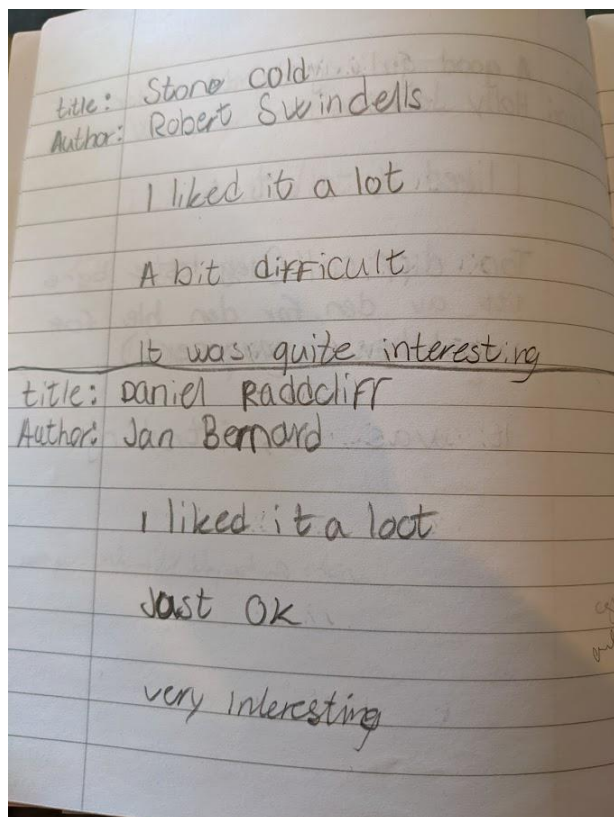 title: Stone cold
Author: Robert Swindells
I liked it a lot
A bit difficult
It was quite interesting
title: Daniel Raddcliff
Author: Jan Bernard
I liked it a loot
Jast OK
very interesting